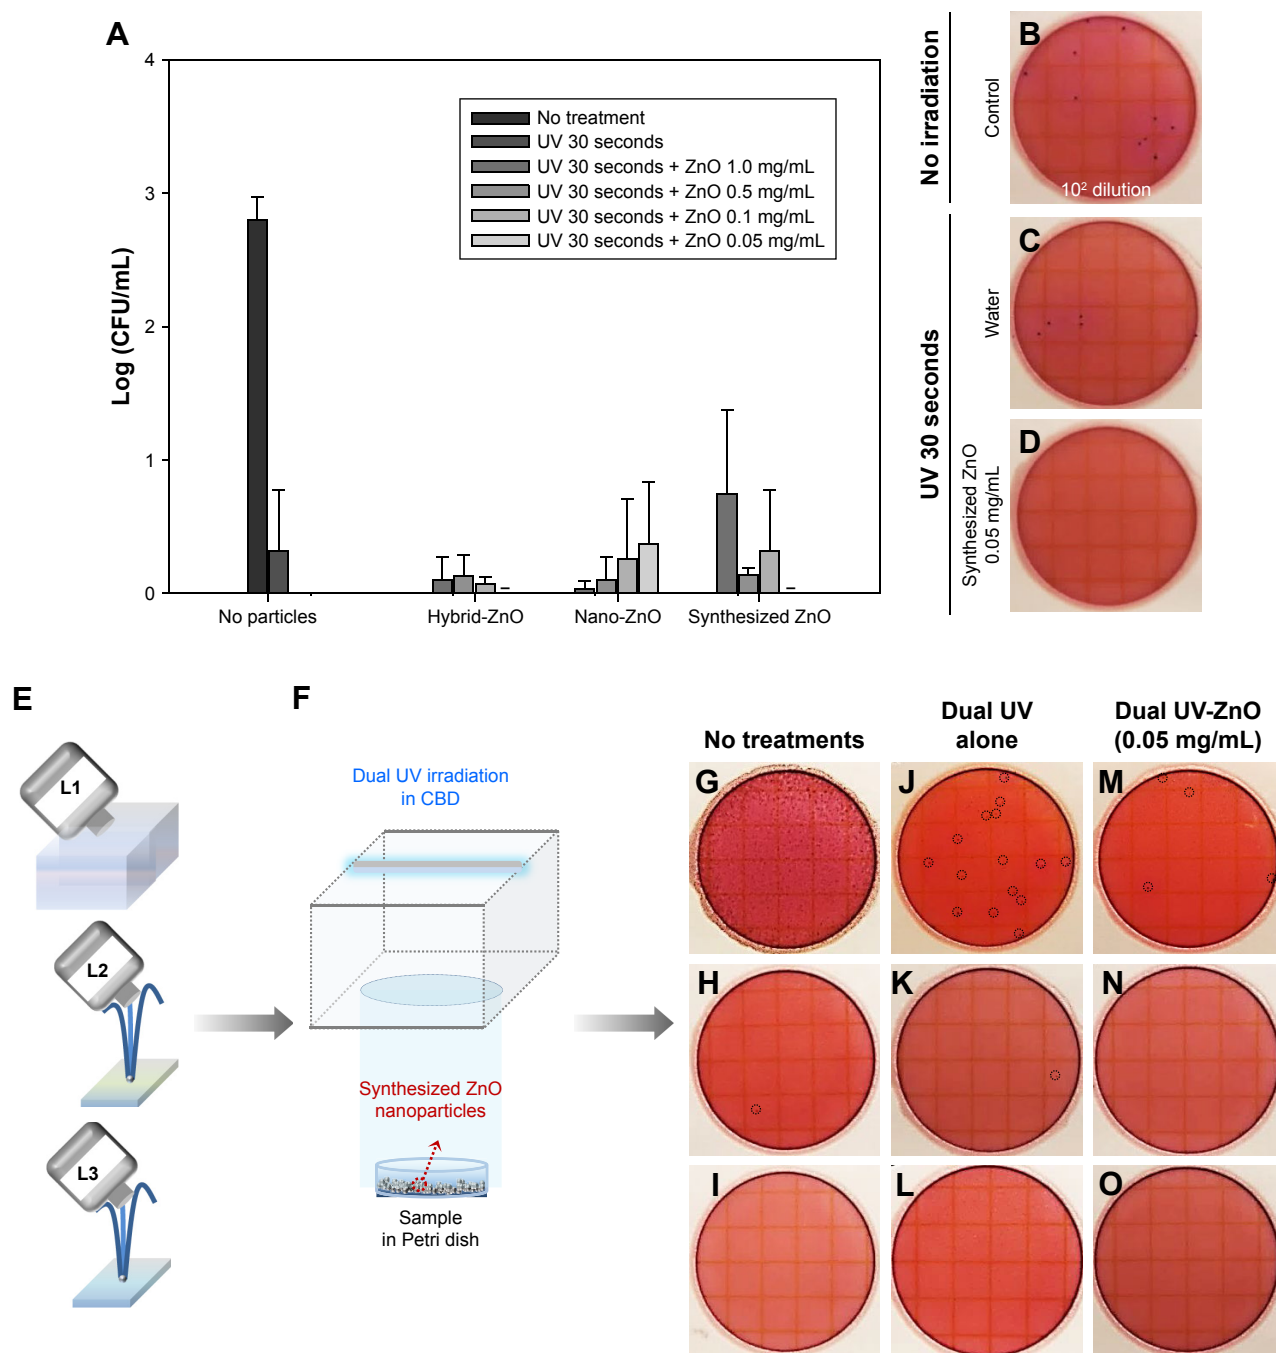 A
4
3
2
1
0
Log (CFU/mL)
No treatment
UV 30 seconds
UV 30 seconds + ZnO 1.0 mg/mL
UV 30 seconds + ZnO 0.5 mg/mL
UV 30 seconds + ZnO 0.1 mg/mL
UV 30 seconds + ZnO 0.05 mg/mL
No particles
Hybrid-ZnO
Nano-ZnO
Synthesized ZnO
No irradiation
UV 30 seconds
Control
Water
Synthesized ZnO
0.05 mg/mL
B
10² dilution
C
D
E
L1
L2
L3
F
Dual UV irradiation
in CBD
Synthesized ZnO
nanoparticles
Sample
in Petri dish
No treatments
Dual UV
alone
Dual UV-ZnO
(0.05 mg/mL)
G
J
M
H
K
N
I
L
O